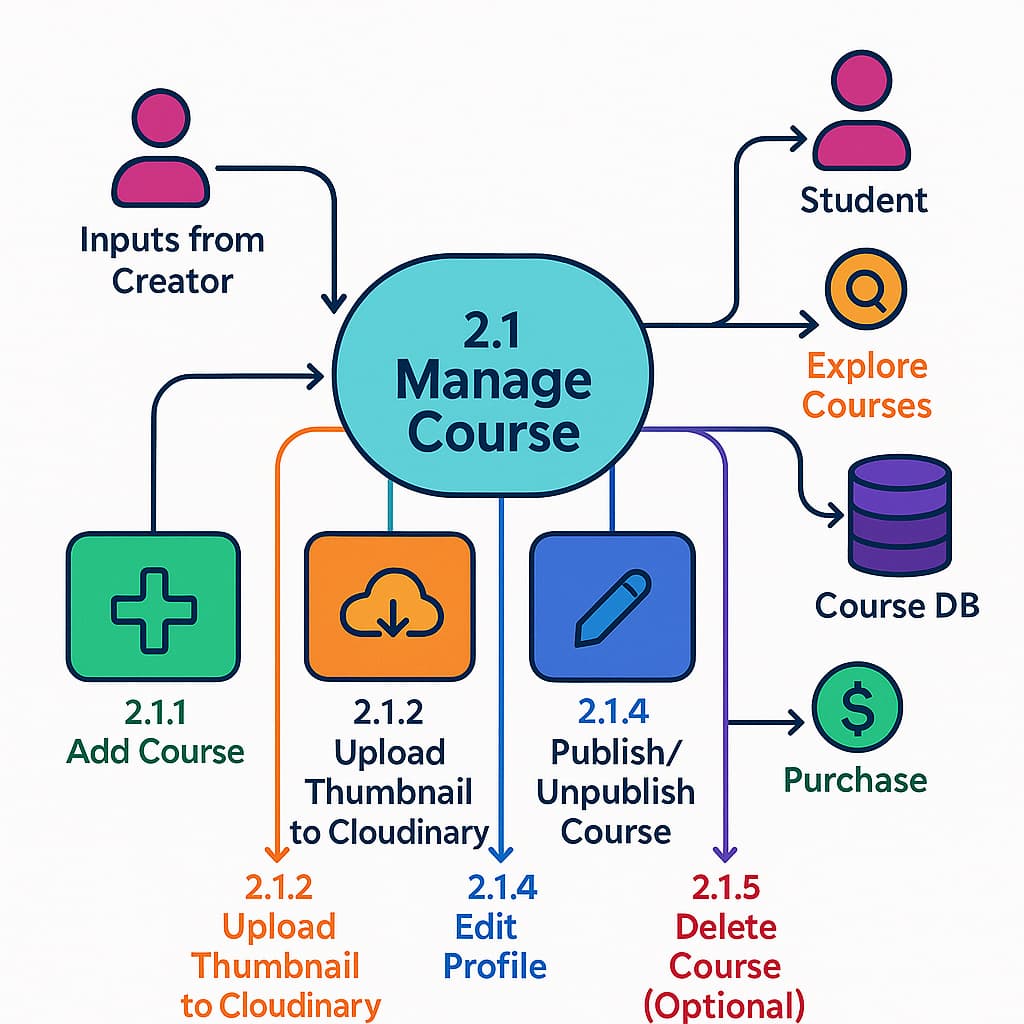 Inputs from
Creator
Student
2.1
Manage
Course
Explore
Courses
Course DB
2.1.1
Add Course
2.1.2
Upload
Thumbnail
to Cloudinary
2.1.4
Publish/
Unpublish
Course
$
Purchase
2.1.2
Upload
Thumbnail
to Cloudinary
2.1.4
Edit
Profile
2.1.5
Delete
Course
(Optional)